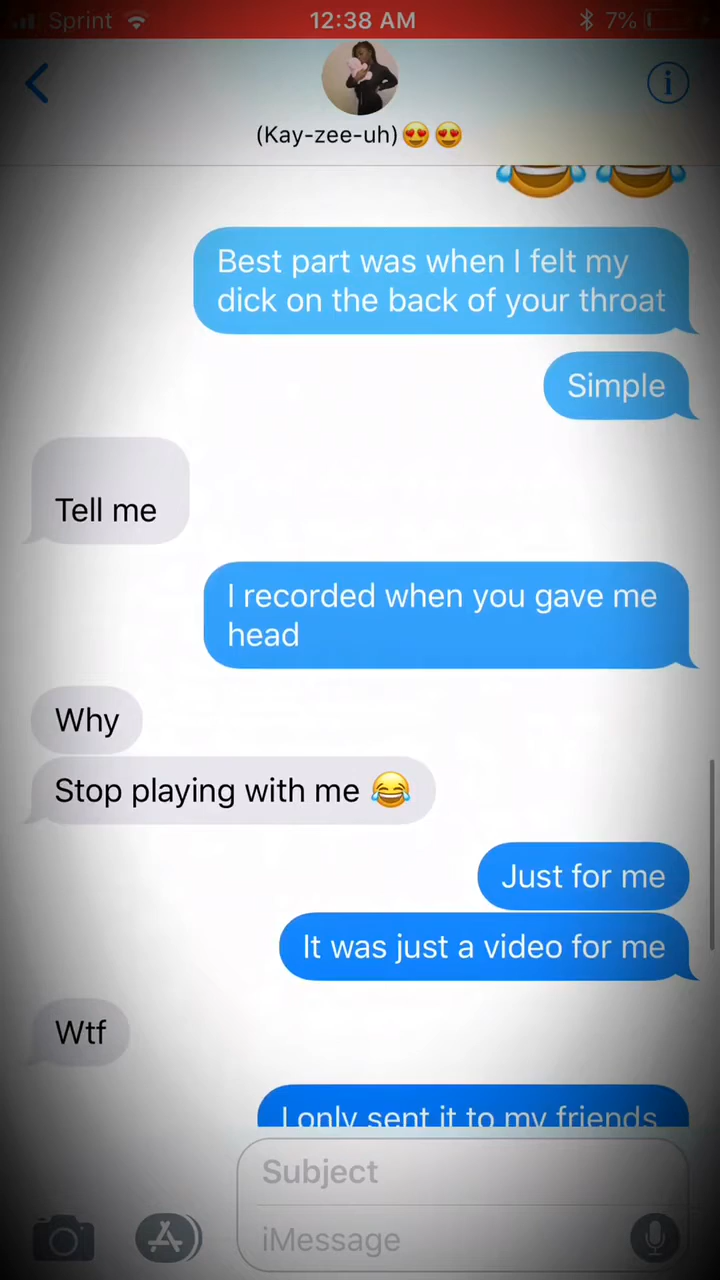 Sprint 12:38 AM 7%
(Kay-zee-uh)😍😍
😂😂
Best part was when I felt my
dick on the back of your throat
Simple
Tell me
I recorded when you gave me
head
Why
Stop playing with me 😂
Just for me
It was just a video for me
Wtf
I only sent it to my friends
Subject
iMessage